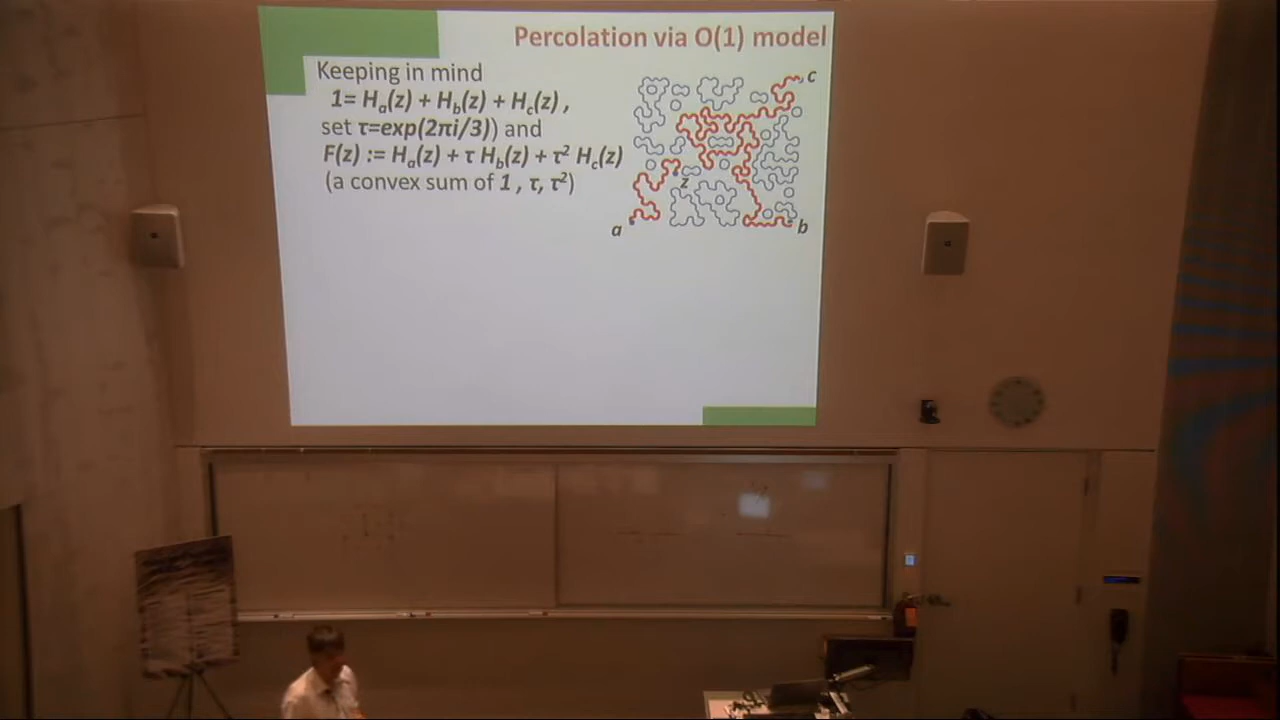 Percolation via O(1) model
Keeping in mind
1= Hₐ(z) + H_b(z) + H_c(z) ,
set τ=exp(2πi/3)) and
F(z) := Hₐ(z) + τ H_b(z) + τ² H_c(z)
(a convex sum of 1 , τ, τ²)
c
z
a
b